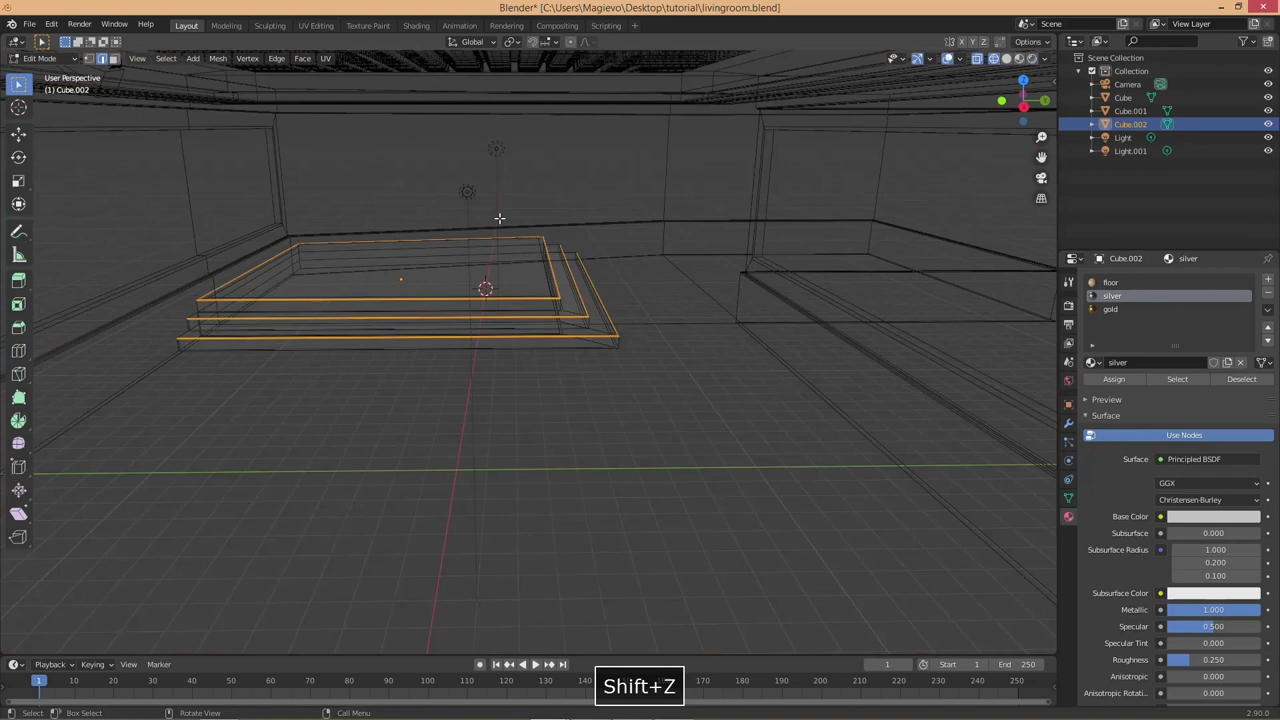 Blender* [C:\Users\Magievo\Desktop\tutorial\livingroom.blend]
File Edit Render Window Help Layout Modeling Sculpting UV Editing Texture Paint Shading Animation Rendering Compositing Scripting + Scene View Layer
Global X Y Z Options
Edit Mode View Select Add Mesh Vertex Edge Face UV
User Perspective
(1) Cube.002
Z
Scene Collection
Collection
Camera
Cube
Cube.001
Cube.002
Light
Light.001
Cube.002 silver
floor
silver
gold
silver
Assign Select Deselect
Preview
Surface
Use Nodes
Surface Principled BSDF
GGX
Christensen-Burley
Base Color
Subsurface 0.000
Subsurface Radius 1.000
0.200
0.100
Subsurface Color
Metallic 1.000
Specular 0.500
Specular Tint 0.000
Roughness 0.250
Anisotropic 0.000
Anisotropic Rotati... 0.000
Playback Keying View Marker 1 Start 1 End 250
1 10 20 30 40 50 60 70 80 90 100 110 120 130 140 150 160 170 180 190 200 210 220 230 240 250
Shift+Z
Select Box Select Rotate View Call Menu 2.90.0